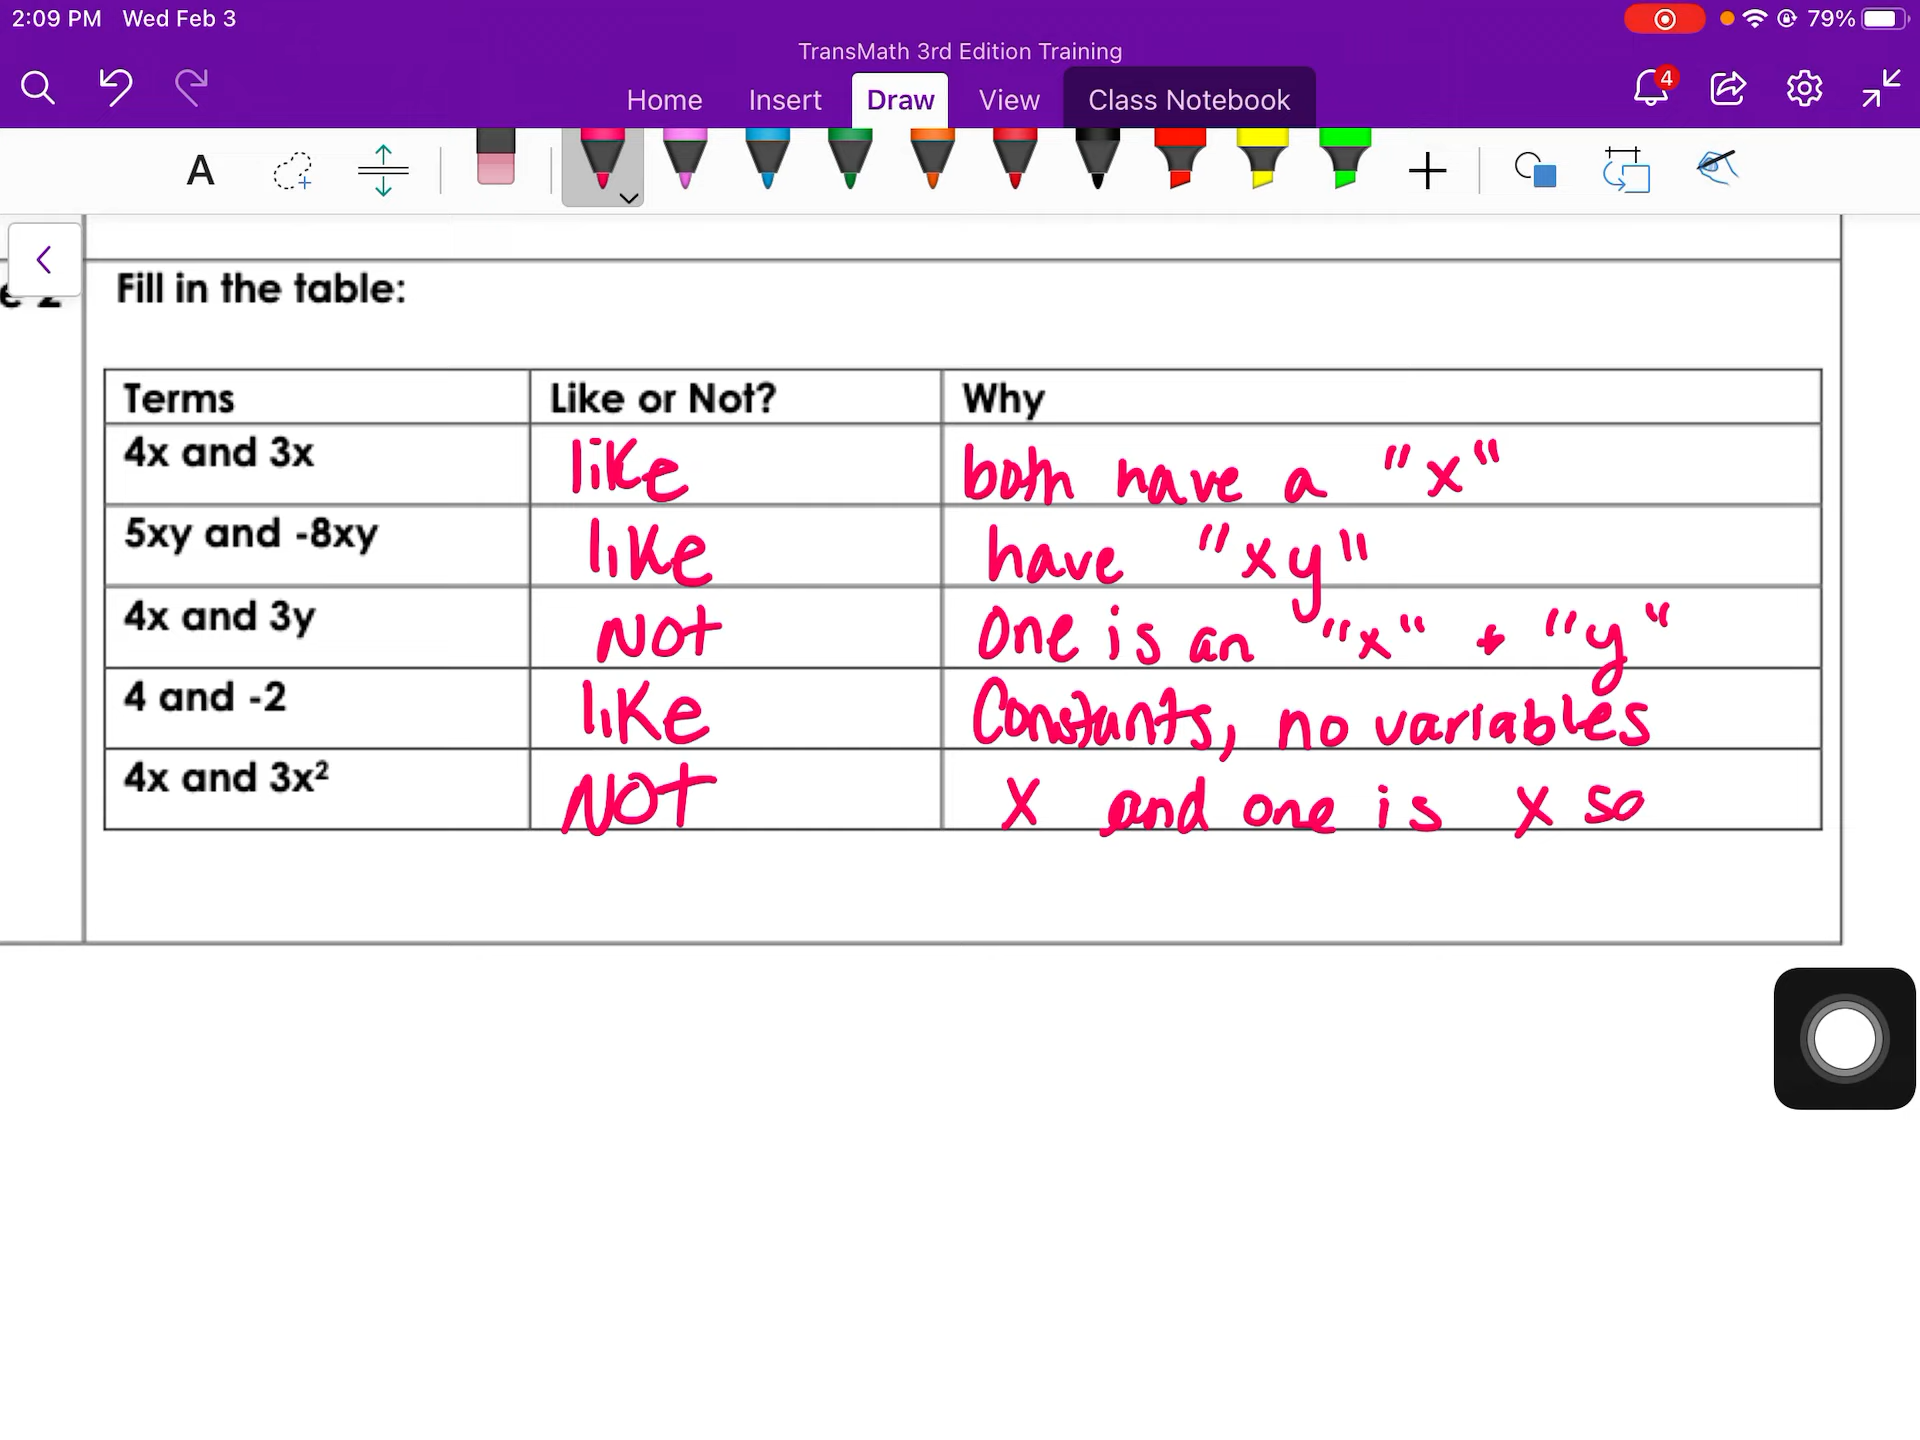 2:09 PM Wed Feb 3
79%
TransMath 3rd Edition Training
Home Insert Draw View Class Notebook
4
A
Fill in the table:
Terms Like or Not? Why
4x and 3x like both have a "x"
5xy and -8xy like have "xy"
4x and 3y NOT one is an "x" + "y"
4 and -2 like Constants, no variables
4x and 3x² NOT X and one is X so